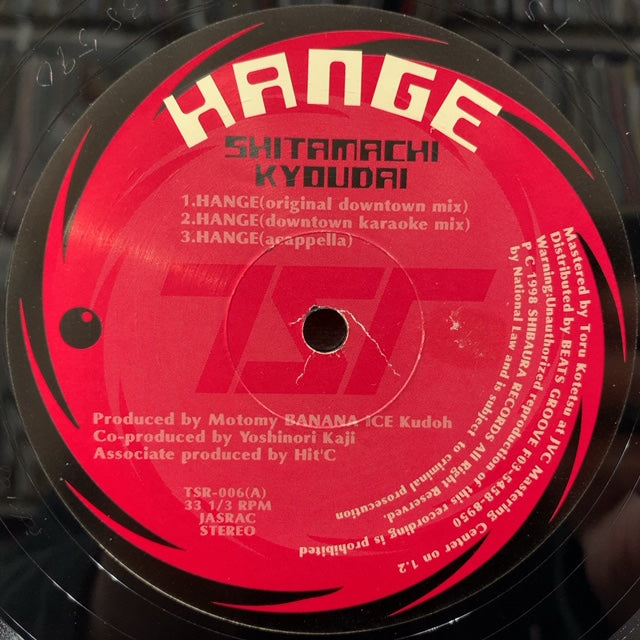 HANGE
SHITAMACHI
KYOUDAI
1.HANGE(original downtown mix)
2.HANGE(downtown karaoke mix)
3.HANGE(acappella)
TSR
Produced by Motomy BANANA ICE Kudoh
Co-produced by Yoshinori Kaji
Associate produced by Hit'C
TSR-006(A)
33 1/3 RPM
JASRAC
STEREO
Mastered by Toru Kotetsu at JVC Mastering Center on 1.2
Distributed by BEATS GROOVE F03-5458-8950
Warning;Unauthorized reproduction of this recording is prohibited
by National Law and is subject to criminal prosecution
P C 1998 SHIBAURA RECORDS All Right Reserved.